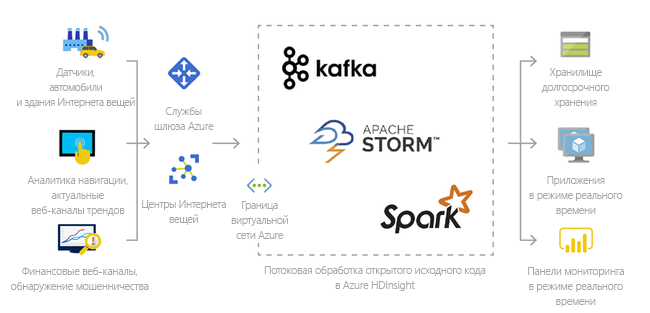 Датчики,
автомобили
и здания Интернета вещей
Аналитика навигации,
актуальные
веб-каналы трендов
Финансовые веб-каналы,
обнаружение мошенничества
Службы
шлюза Azure
Центры Интернета
вещей
Граница
виртуальной
сети Azure
kafka
APACHE
STORM™
Spark
Потоковая обработка открытого исходного кода
в Azure HDInsight
Хранилище
долгосрочного
хранения
Приложения
в режиме реального
времени
Панели мониторинга
в режиме реального
времени